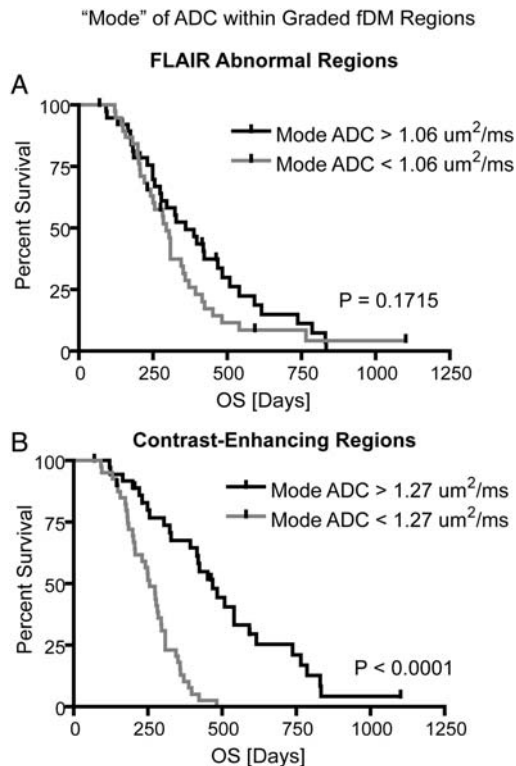 “Mode” of ADC within Graded fDM Regions
FLAIR Abnormal Regions
A
100
75
50
25
0
Percent Survival
Mode ADC > 1.06 um²/ms
Mode ADC < 1.06 um²/ms
P = 0.1715
0 250 500 750 1000 1250
OS [Days]
B
Contrast-Enhancing Regions
100
75
50
25
0
Percent Survival
Mode ADC > 1.27 um²/ms
Mode ADC < 1.27 um²/ms
P < 0.0001
0 250 500 750 1000 1250
OS [Days]